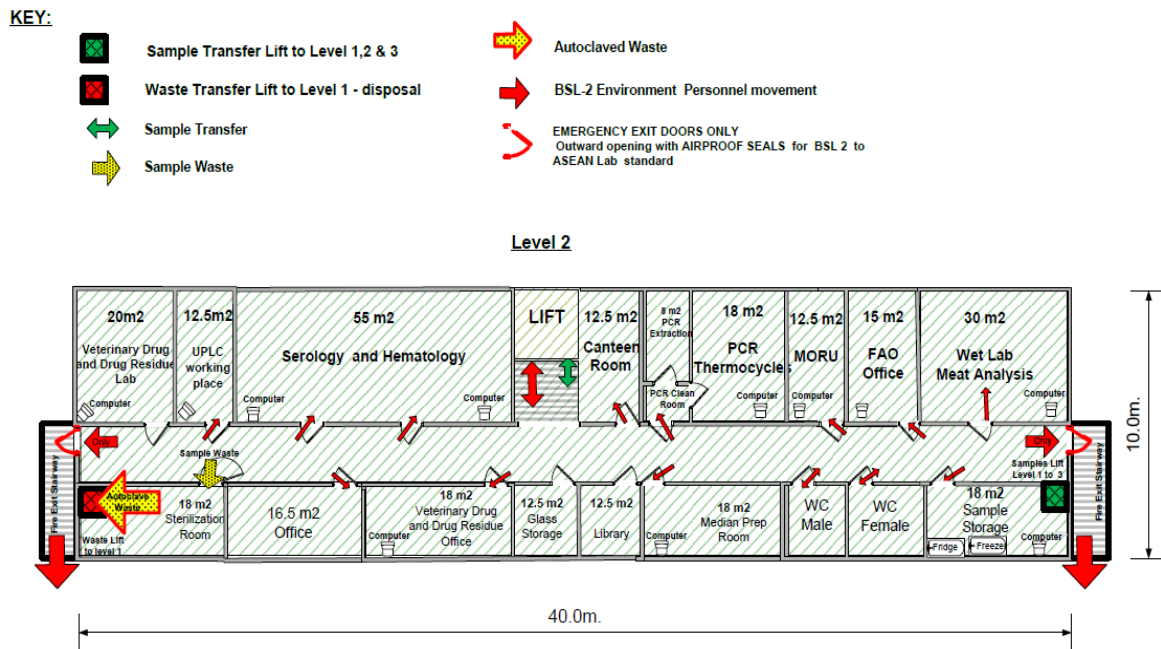 KEY:
Sample Transfer Lift to Level 1,2 & 3
Waste Transfer Lift to Level 1 - disposal
Sample Transfer
Sample Waste
Autoclaved Waste
BSL-2 Environment Personnel movement
EMERGENCY EXIT DOORS ONLY
Outward opening with AIRPROOF SEALS for BSL 2 to
ASEAN Lab standard
Level 2
20m2
Veterinary Drug
and Drug Residue
Lab
Computer
12.5m2
UPLC
working
place
55 m2
Serology and Hematology
Computer
Computer
LIFT
12.5 m2
Canteen
Room
8 m2
PCR
Extraction
PCR Clean
Room
18 m2
PCR
Thermocycles
Computer
12.5 m2
MORU
Computer
15 m2
FAO
Office
30 m2
Wet Lab
Meat Analysis
Computer
Only
Sample Waste
Only
Samples Lift
Level 1 to 3
Fire Exit Stairway
Autoclave
Waste
Waste Lift
to level 1
18 m2
Sterilization
Room
16.5 m2
Office
18 m2
Veterinary Drug
and Drug Residue
Office
Computer
12.5 m2
Glass
Storage
12.5 m2
Library
18 m2
Median Prep
Room
Computer
WC
Male
WC
Female
18 m2
Sample
Storage
Fridge
Freeze
Computer
Fire Exit Stairway
10.0m.
40.0m.